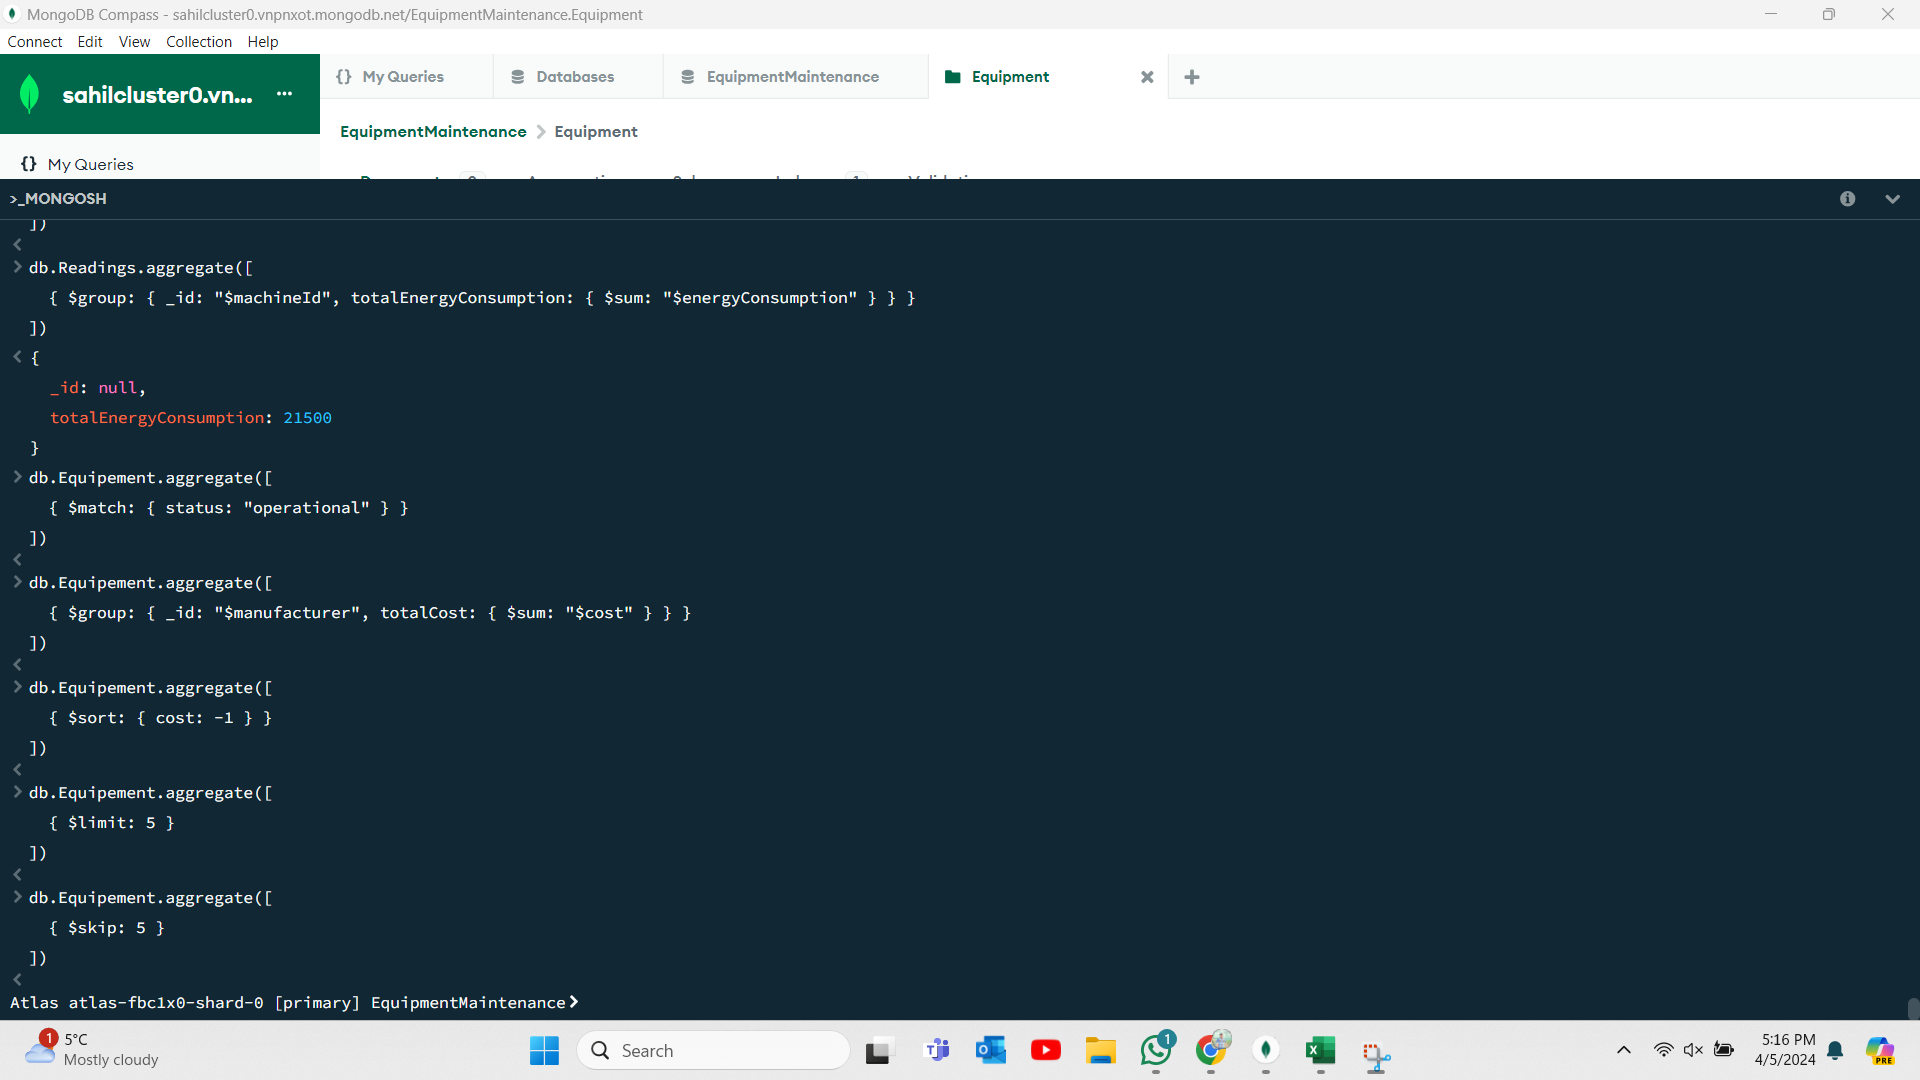 MongoDB Compass - sahilcluster0.vnpnxot.mongodb.net/EquipmentMaintenance.Equipment
Connect Edit View Collection Help
sahilcluster0.vn... ...
{} My Queries
Databases
EquipmentMaintenance
Equipment
EquipmentMaintenance > Equipment
{} My Queries
>_MONGOSH
])
<
> db.Readings.aggregate([
{ $group: { _id: "$machineId", totalEnergyConsumption: { $sum: "$energyConsumption" } } }
])
< {
_id: null,
totalEnergyConsumption: 21500
}
> db.Equipement.aggregate([
{ $match: { status: "operational" } }
])
<
> db.Equipement.aggregate([
{ $group: { _id: "$manufacturer", totalCost: { $sum: "$cost" } } }
])
<
> db.Equipement.aggregate([
{ $sort: { cost: -1 } }
])
<
> db.Equipement.aggregate([
{ $limit: 5 }
])
<
> db.Equipement.aggregate([
{ $skip: 5 }
])
<
Atlas atlas-fbc1x0-shard-0 [primary] EquipmentMaintenance>
1
5°C
Mostly cloudy
Search
1
5:16 PM
4/5/2024
PRE